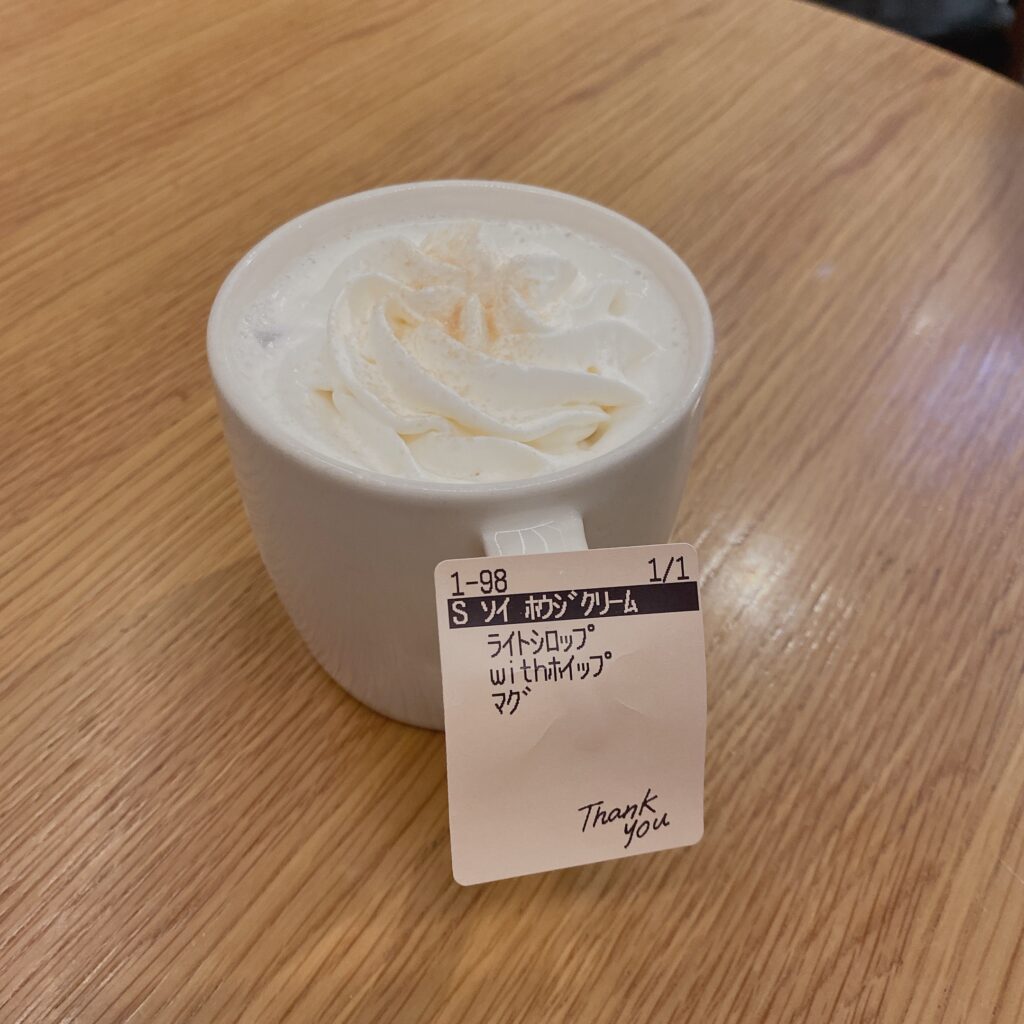 1-98 1/1
S ｿｲ ﾎｳｼﾞｸﾘｰﾑ
ﾗｲﾄｼﾛｯﾌﾟ
withﾎｲｯﾌﾟ
ﾏｸﾞ
Thank
you